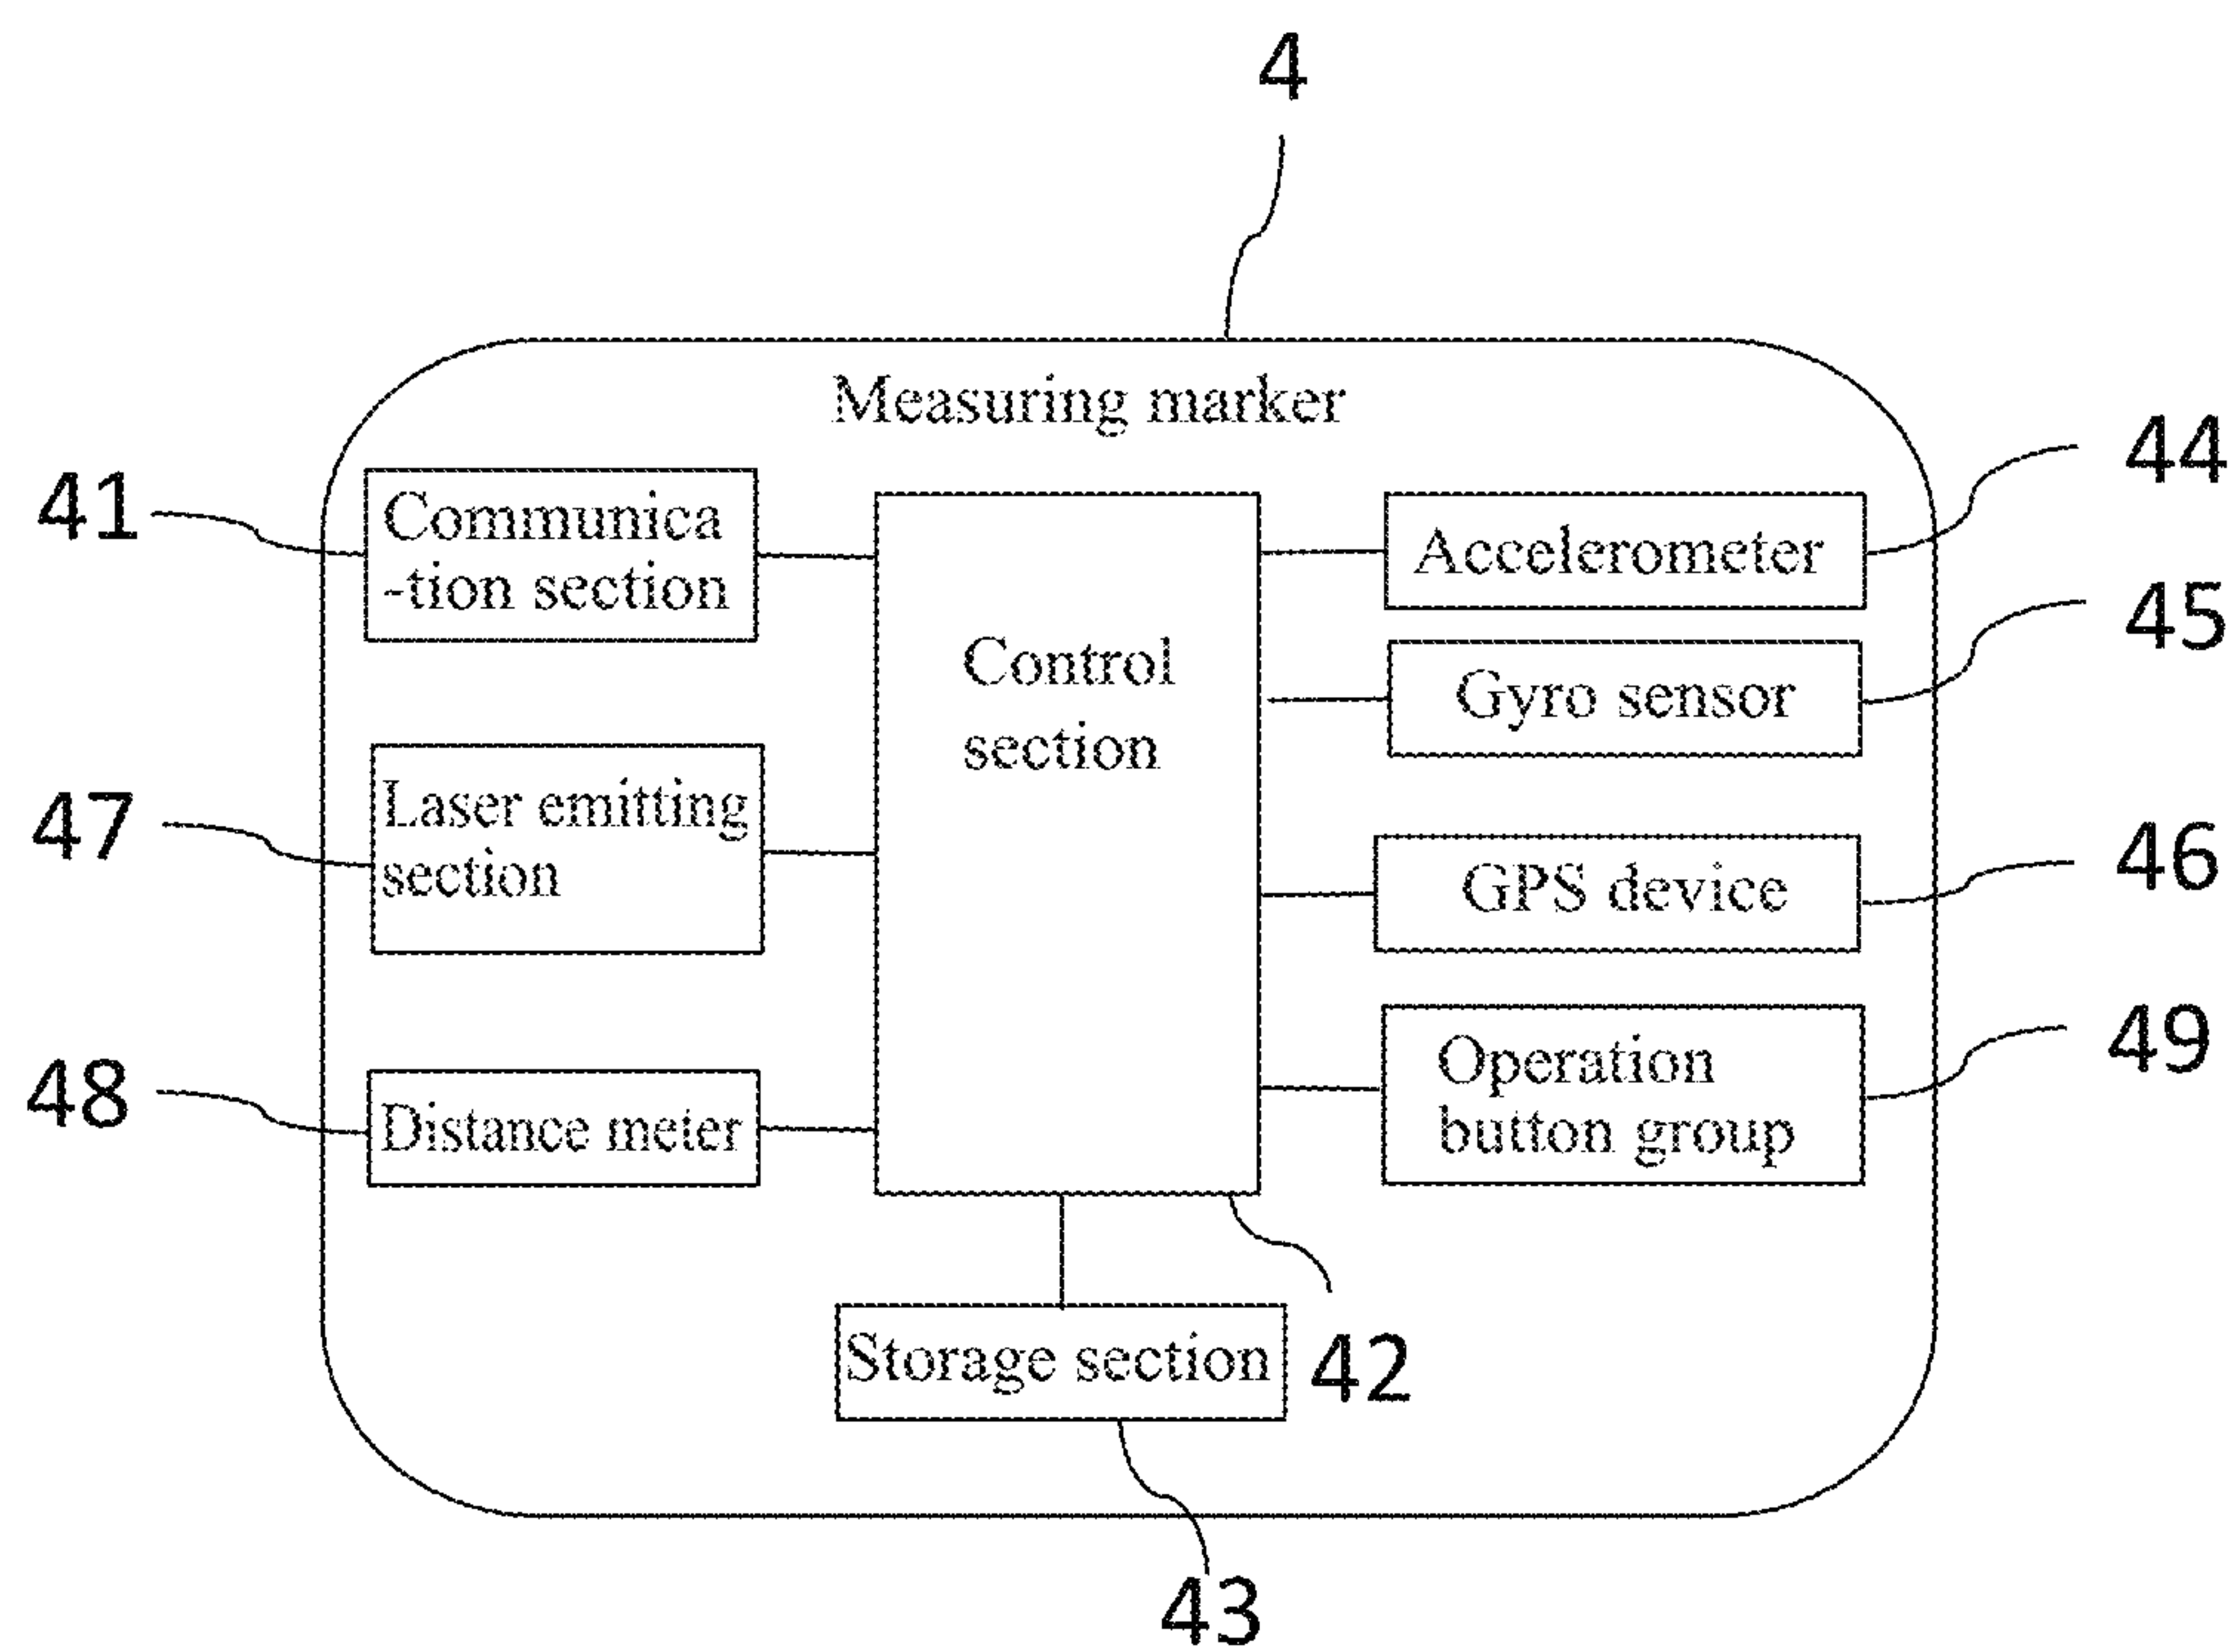 4
Measuring marker
41
Communica
-tion section
47
Laser emitting
section
48
Distance meter
Control
section
42
Storage section
43
Accelerometer
44
Gyro sensor
45
GPS device
46
Operation
button group
49